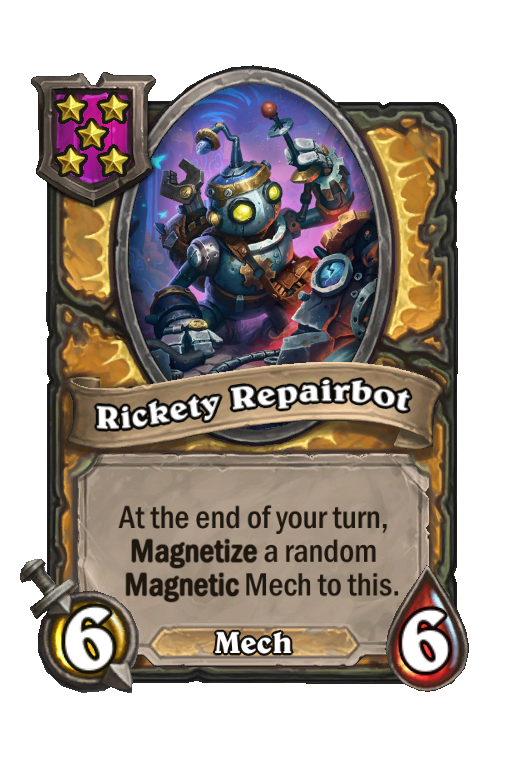 Rickety Repairbot
At the end of your turn,
Magnetize a random
Magnetic Mech to this.
6
Mech
6